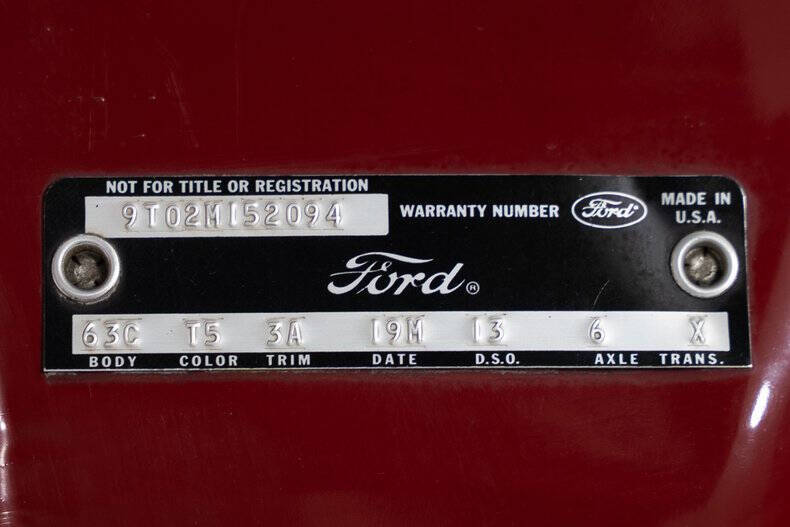 NOT FOR TITLE OR REGISTRATION
9T02M152094 WARRANTY NUMBER Ford MADE IN U.S.A.
Ford®
63C T5 3A 19M 13 6 X
BODY COLOR TRIM DATE D.S.O. AXLE TRANS.